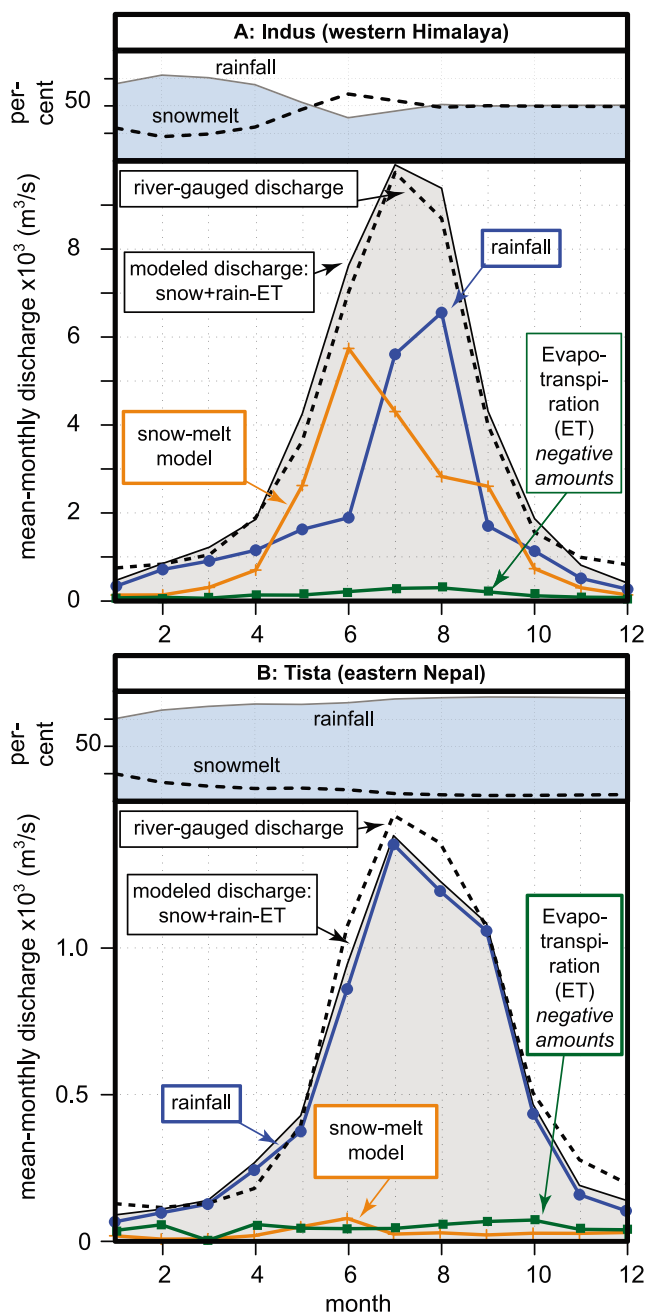 A: Indus (western Himalaya)
per-
cent
50
rainfall
snowmelt
mean-monthly discharge x10³ (m³/s)
8
6
4
2
0
river-gauged discharge
modeled discharge:
snow+rain-ET
rainfall
snow-melt
model
Evapo-
transpi-
ration
(ET)
negative
amounts
2
4
6
8
10
12
B: Tista (eastern Nepal)
per-
cent
50
rainfall
snowmelt
mean-monthly discharge x10³ (m³/s)
1.0
0.5
0
river-gauged discharge
modeled discharge:
snow+rain-ET
rainfall
snow-melt
model
Evapo-
transpi-
ration
(ET)
negative
amounts
2
4
6
8
10
12
month